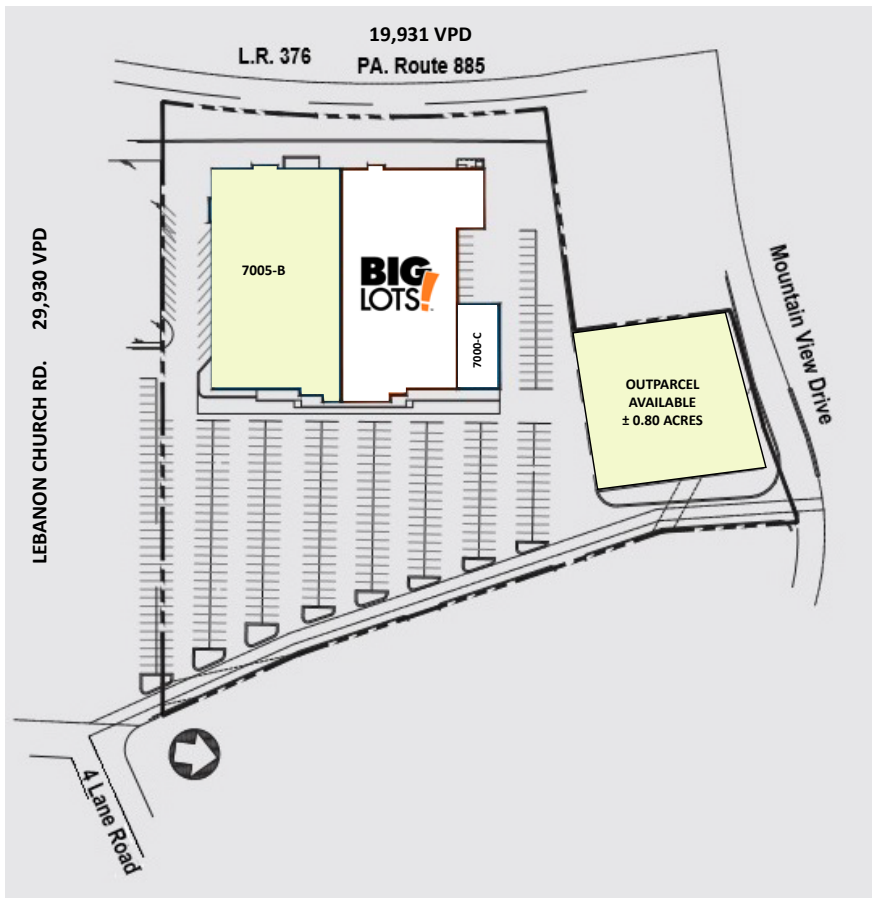 19,931 VPD
L.R. 376
PA. Route 885
LEBANON CHURCH RD. 29,930 VPD
7005-B
BIG
LOTS!
7000-C
Mountain View Drive
OUTPARCEL
AVAILABLE
± 0.80 ACRES
4 Lane Road